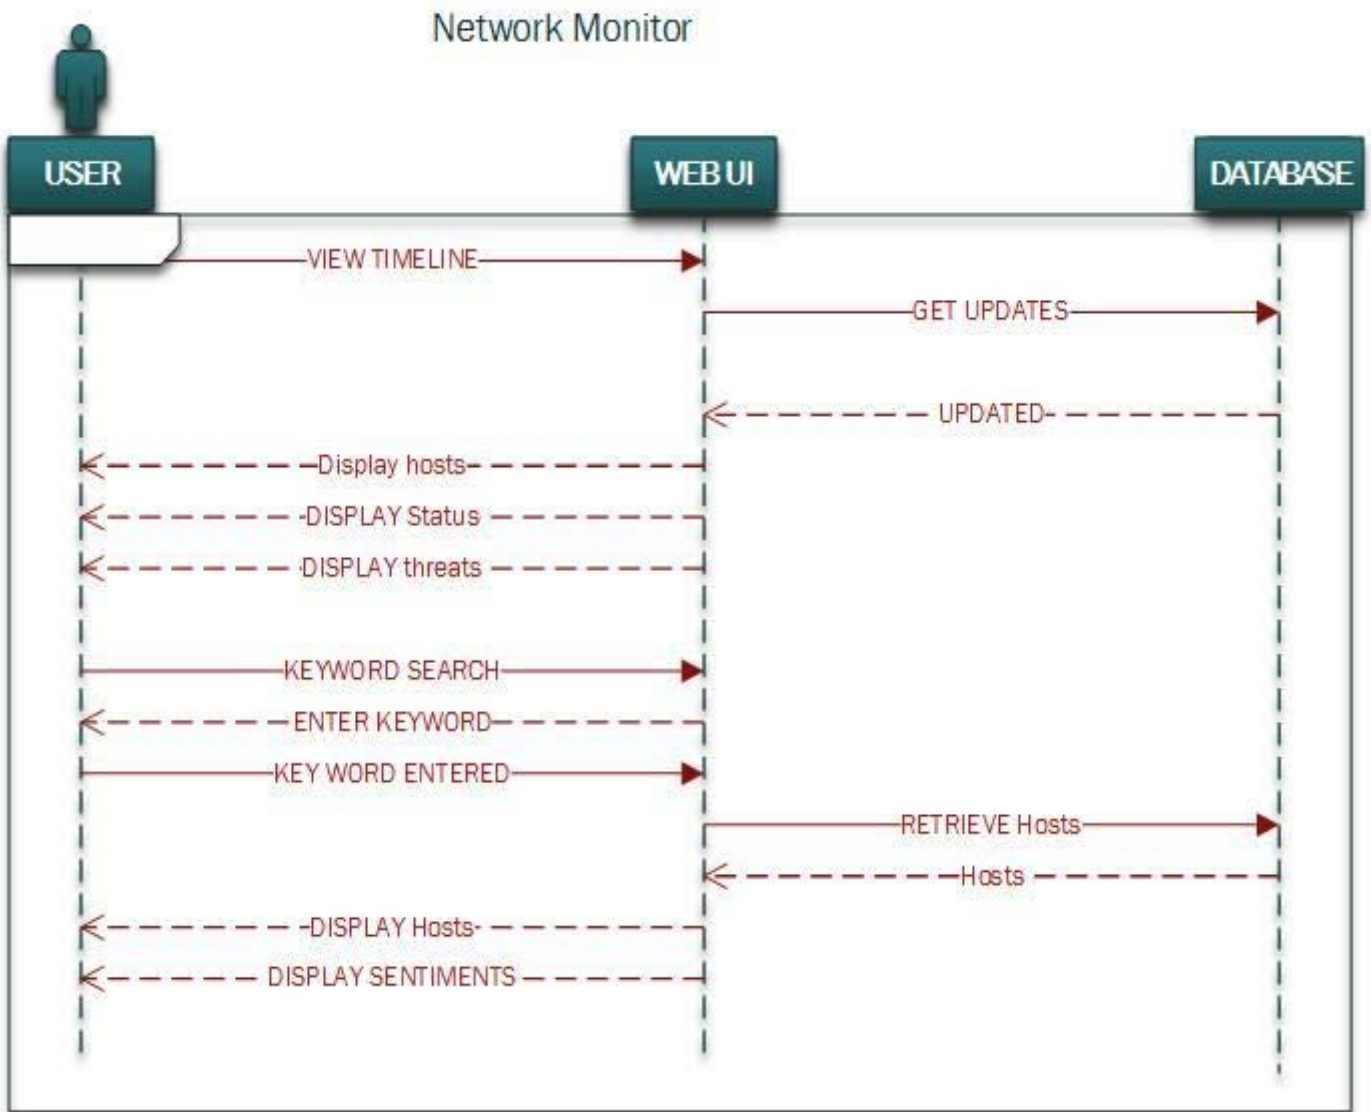 Network Monitor
USER
WEB UI
DATABASE
VIEW TIMELINE
GET UPDATES
UPDATED
Display hosts
DISPLAY Status
DISPLAY threats
KEYWORD SEARCH
ENTER KEYWORD
KEY WORD ENTERED
RETRIEVE Hosts
Hosts
DISPLAY Hosts
DISPLAY SENTIMENTS